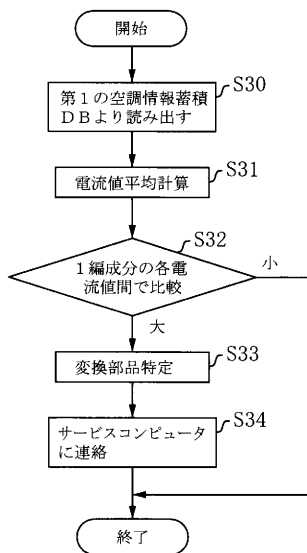 開始
S30
第１の空調情報蓄積
ＤＢより読み出す
S31
電流値平均計算
S32
１編成分の各電
流値間で比較
小
大
S33
変換部品特定
S34
サービスコンピュータ
に連絡
終了